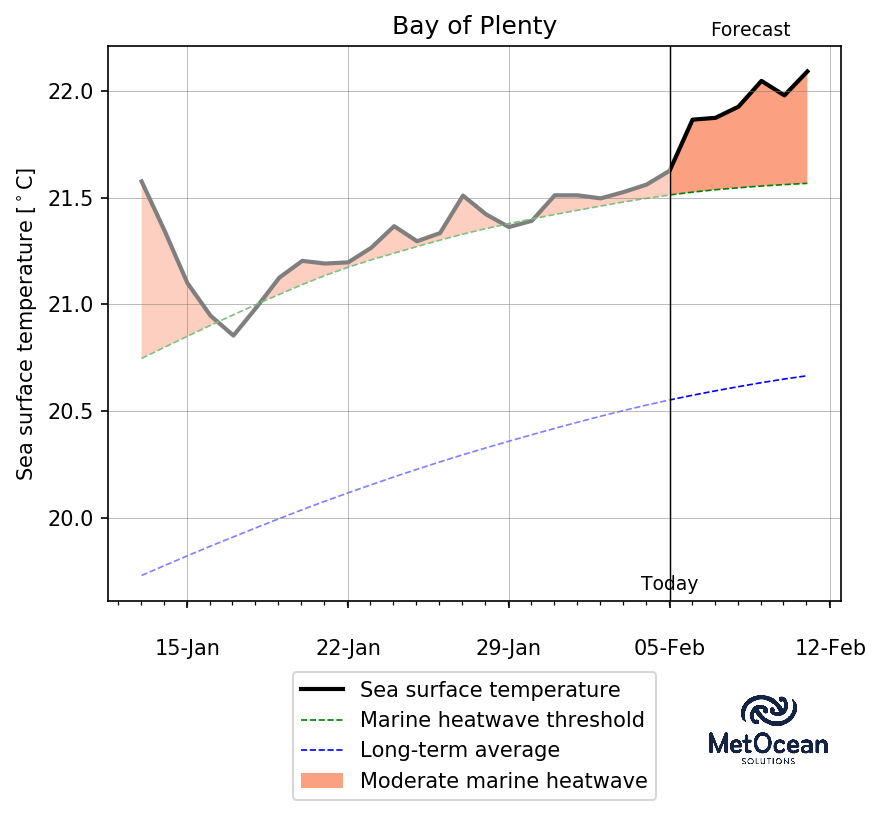 Bay of Plenty
Forecast
Sea surface temperature [°C]
22.0
21.5
21.0
20.5
20.0
Today
15-Jan 22-Jan 29-Jan 05-Feb 12-Feb
Sea surface temperature
Marine heatwave threshold
Long-term average
Moderate marine heatwave
MetOcean
SOLUTIONS